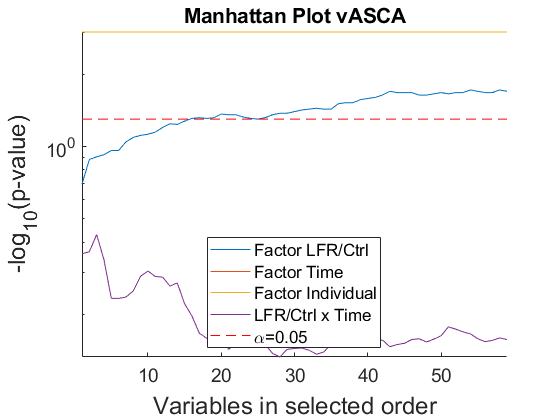 Manhattan Plot vASCA
-log10(p-value)
10^0
Factor LFR/Ctrl
Factor Time
Factor Individual
LFR/Ctrl x Time
α=0.05
10 20 30 40 50
Variables in selected order